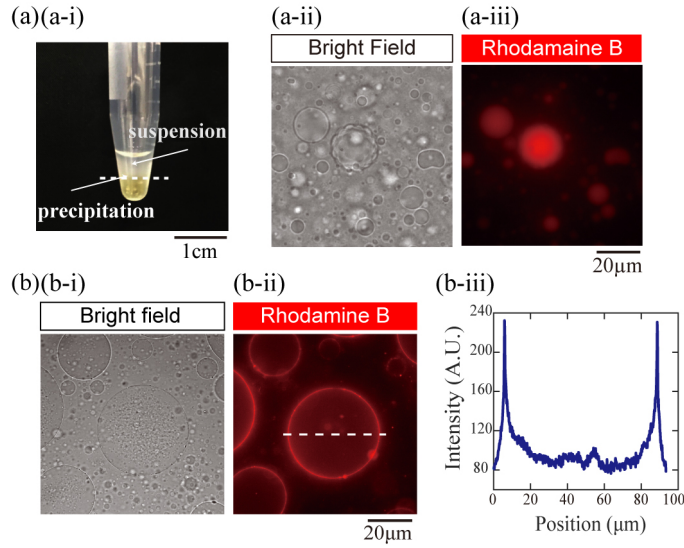 (a) (a-i)
(a-ii)
(a-iii)
Bright Field
Rhodamaine B
suspension
precipitation
1cm
20μm
(b) (b-i)
(b-ii)
(b-iii)
Bright field
Rhodamine B
20μm
Intensity (A.U.)
240
200
160
120
80
0
20
40
60
80
100
Position (μm)